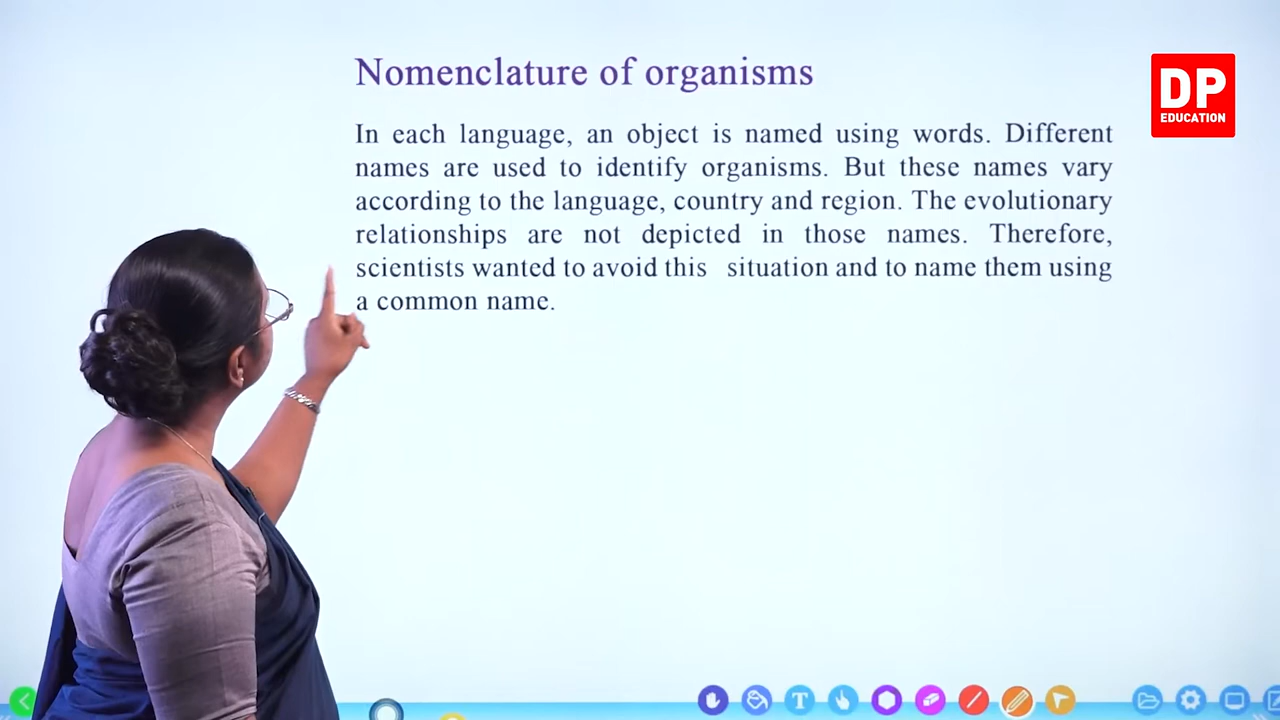 Nomenclature of organisms
In each language, an object is named using words. Different
names are used to identify organisms. But these names vary
according to the language, country and region. The evolutionary
relationships are not depicted in those names. Therefore,
scientists wanted to avoid this situation and to name them using
a common name.
DP
EDUCATION
T